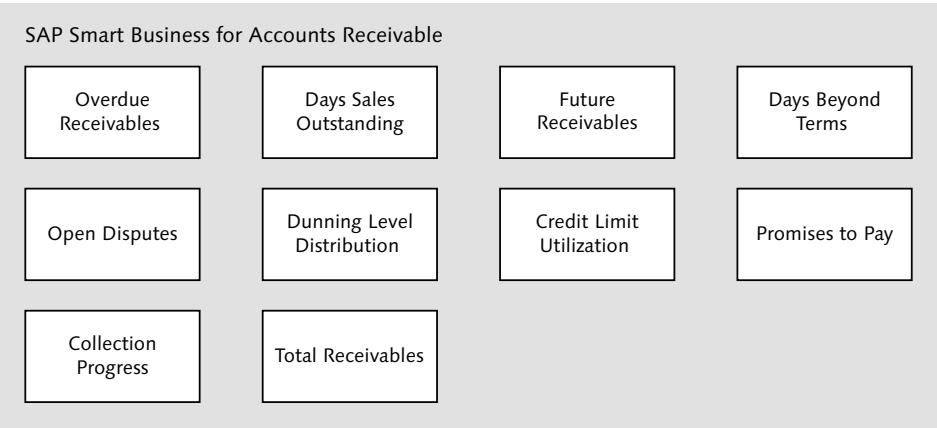 SAP Smart Business for Accounts Receivable
Overdue
Receivables
Days Sales
Outstanding
Future
Receivables
Days Beyond
Terms
Open Disputes
Dunning Level
Distribution
Credit Limit
Utilization
Promises to Pay
Collection
Progress
Total Receivables